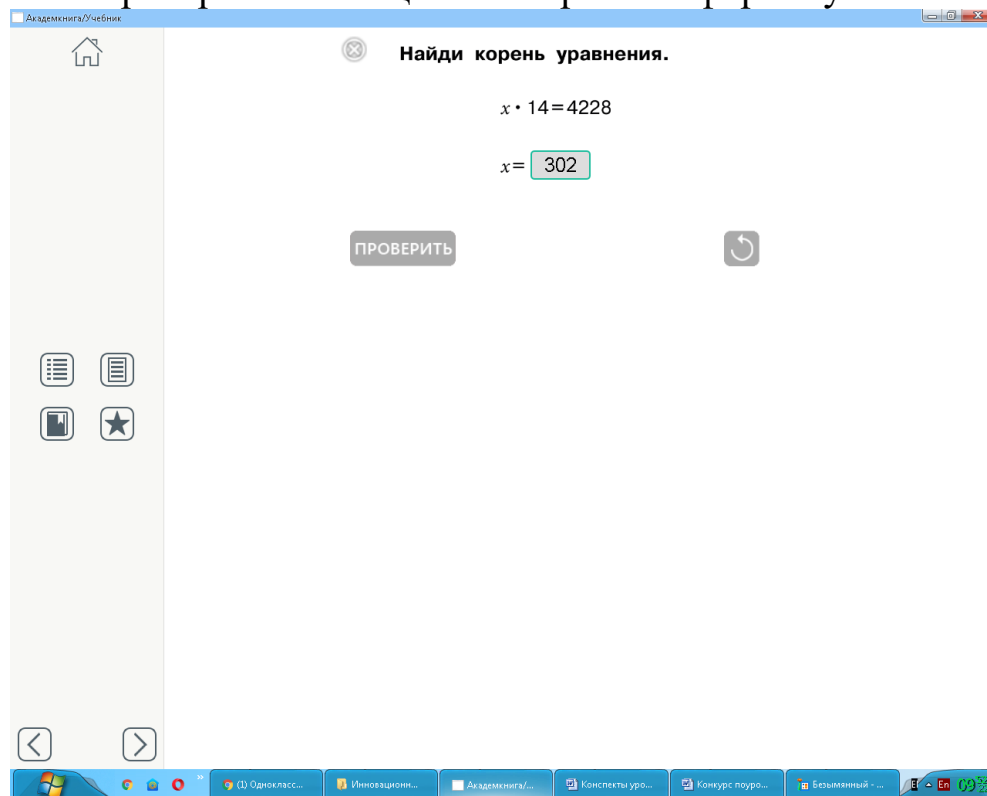 Академкнига/Учебник
Найди корень уравнения.
x · 14=4228
x= 302
ПРОВЕРИТЬ
(1) Однокласс...
Инновационн...
Академкнига/...
Конспекты уро...
Конкурс поуро...
Безымянный - ...
En